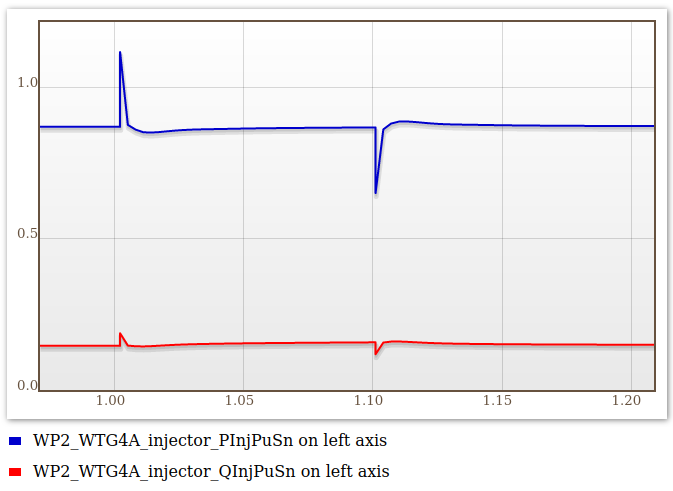 1.0
0.5
0.0
1.00 1.05 1.10 1.15 1.20
WP2_WTG4A_injector_PInjPuSn on left axis
WP2_WTG4A_injector_QInjPuSn on left axis